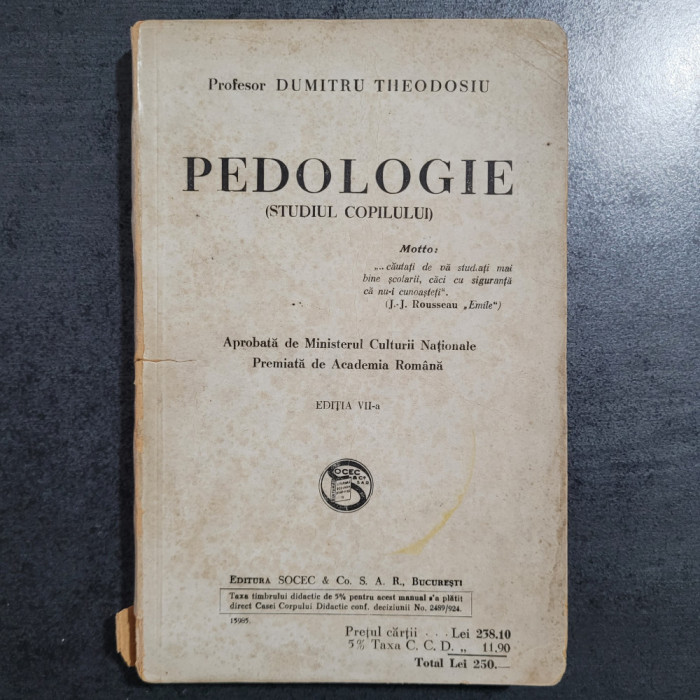 Profesor DUMITRU THEODOSIU
PEDOLOGIE
(STUDIUL COPILULUI)
Motto:
„... căutați de vă studiați mai
bine școlarii, căci cu siguranță
că nu-i cunoașteți“.
(J.-J. Rousseau „Emile“)
Aprobată de Ministerul Culturii Naționale
Premiată de Academia Română
EDIȚIA VII-a
SOCEC
& Co
S.A.R.
EDITURA SOCEC & Co. S. A. R., BUCUREȘTI
Taxa timbrului didactic de 5% pentru acest manual s'a plătit
direct Casei Corpului Didactic conf. deciziunii No. 2489/924.
15905.
Prețul cărții . . . Lei 238.10
5% Taxa C. C. D. „ 11.90
Total Lei 250.—